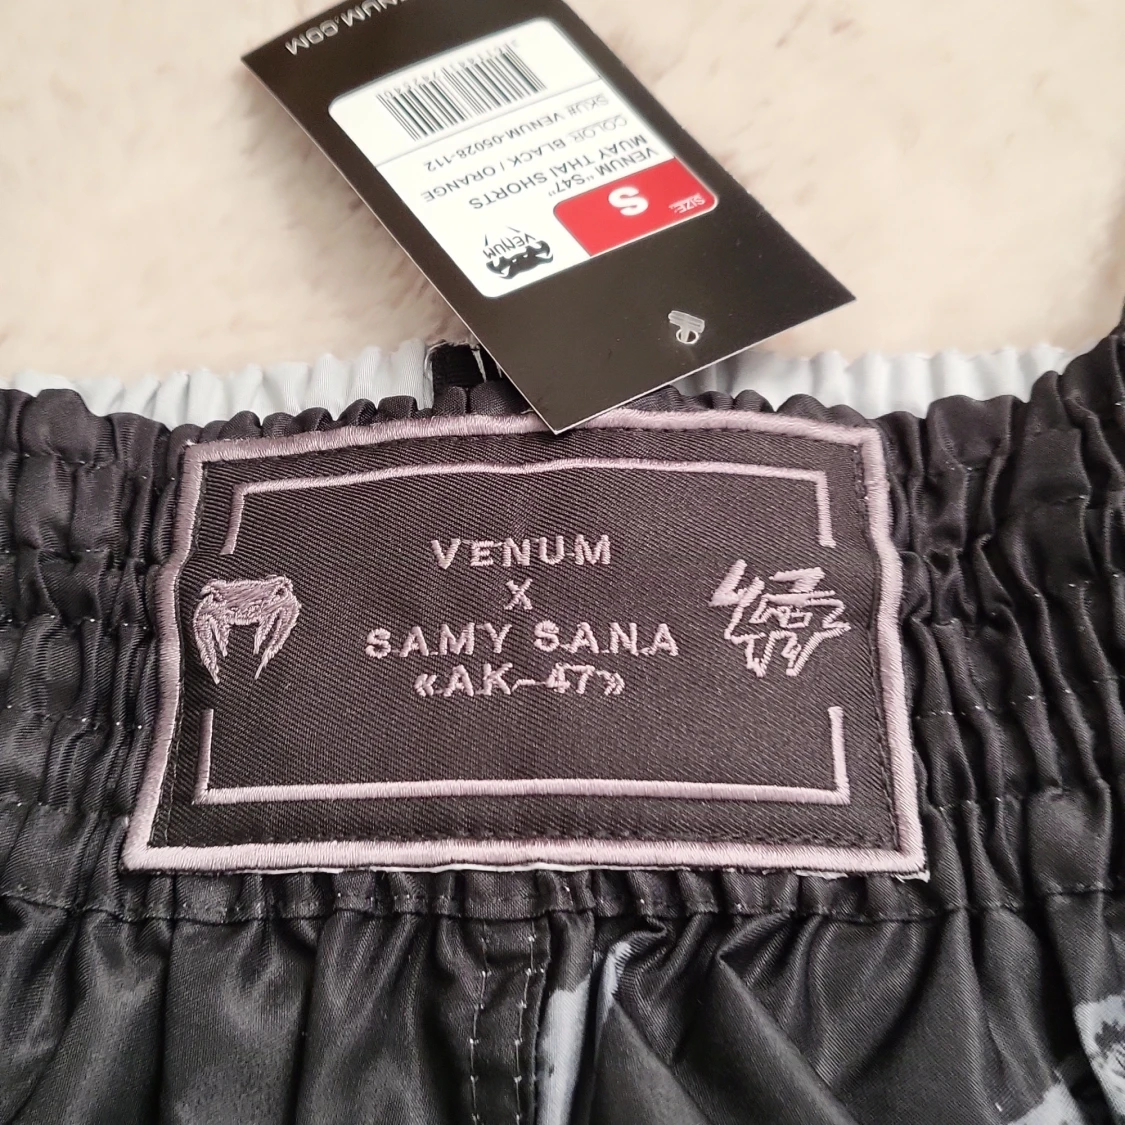 VENUM.COM
SIZE:
S
VENUM
VENUM "S47"
MUAY THAI SHORTS
COLOR: BLACK / ORANGE
SKU# VENUM-05028-112
VENUM
X
SAMY SANA
«AK-47»